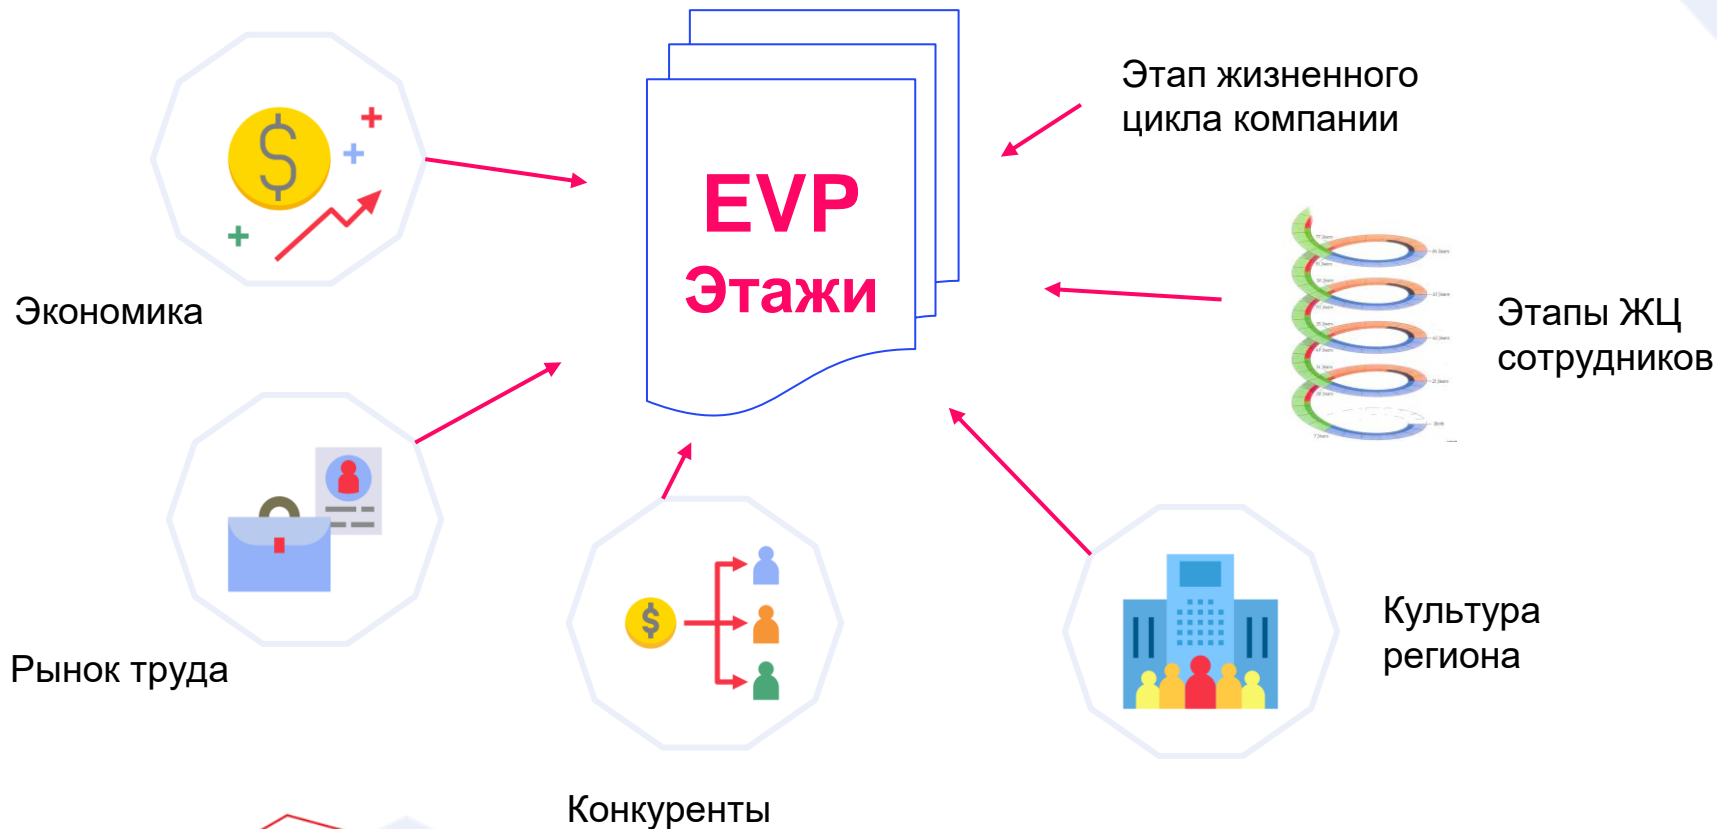 Этап жизненного
цикла компании
EVP
Этажи
Экономика
Этапы ЖЦ
сотрудников
Рынок труда
Культура
региона
Конкуренты